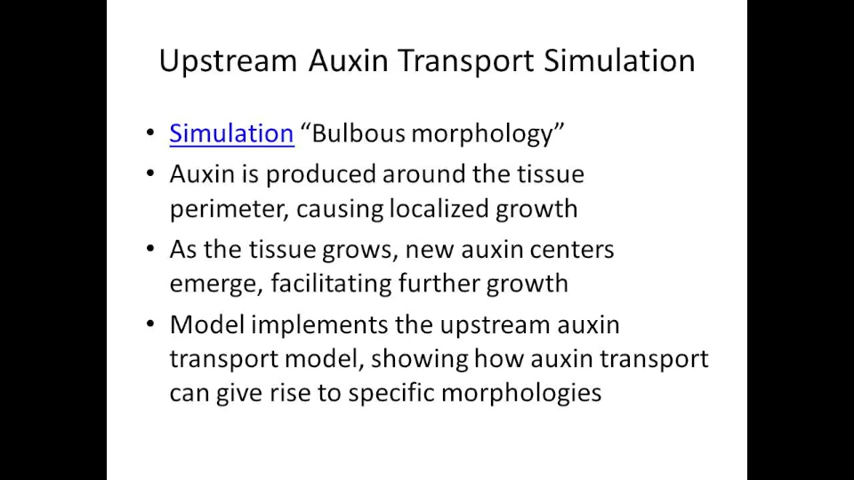 Upstream Auxin Transport Simulation
• Simulation “Bulbous morphology”
• Auxin is produced around the tissue
perimeter, causing localized growth
• As the tissue grows, new auxin centers
emerge, facilitating further growth
• Model implements the upstream auxin
transport model, showing how auxin transport
can give rise to specific morphologies